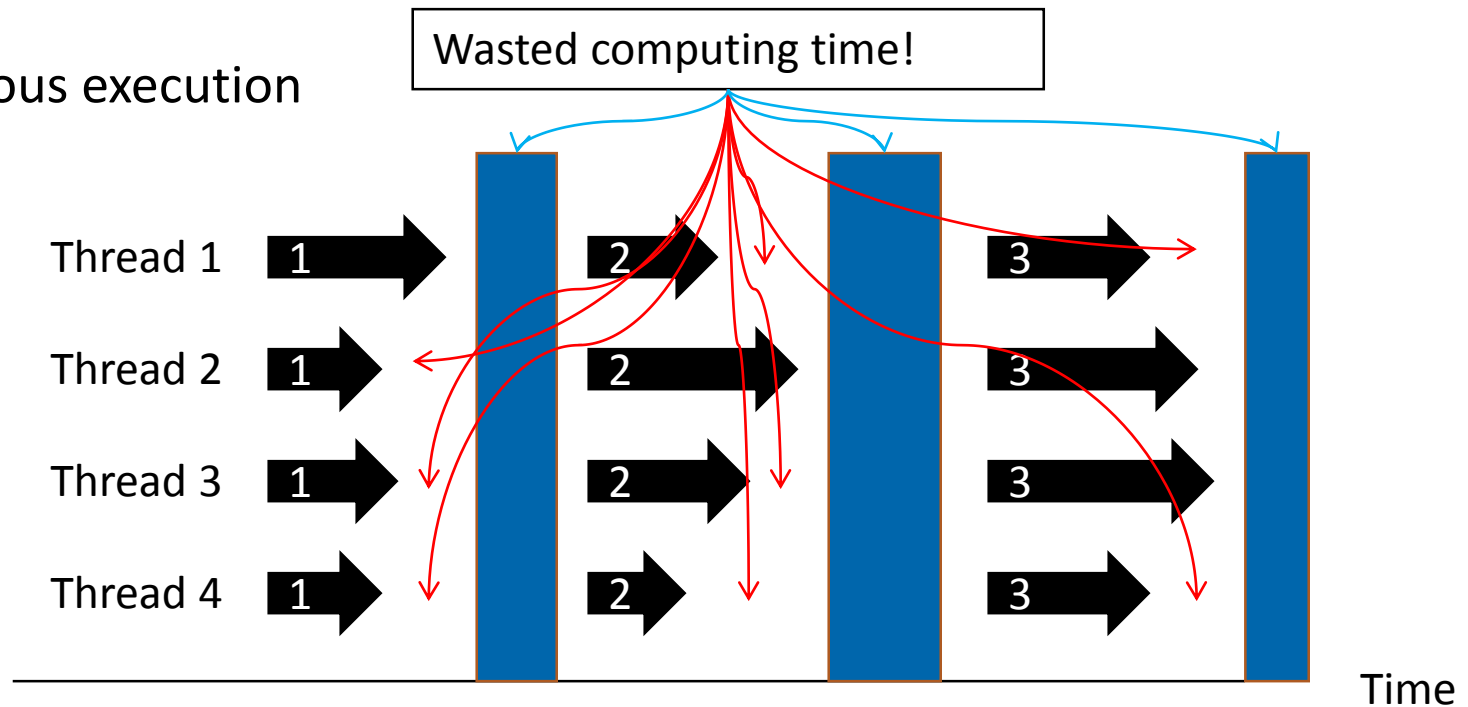 Wasted computing time!
ous execution
Thread 1 1 2 3
Thread 2 1 2 3
Thread 3 1 2 3
Thread 4 1 2 3
Time